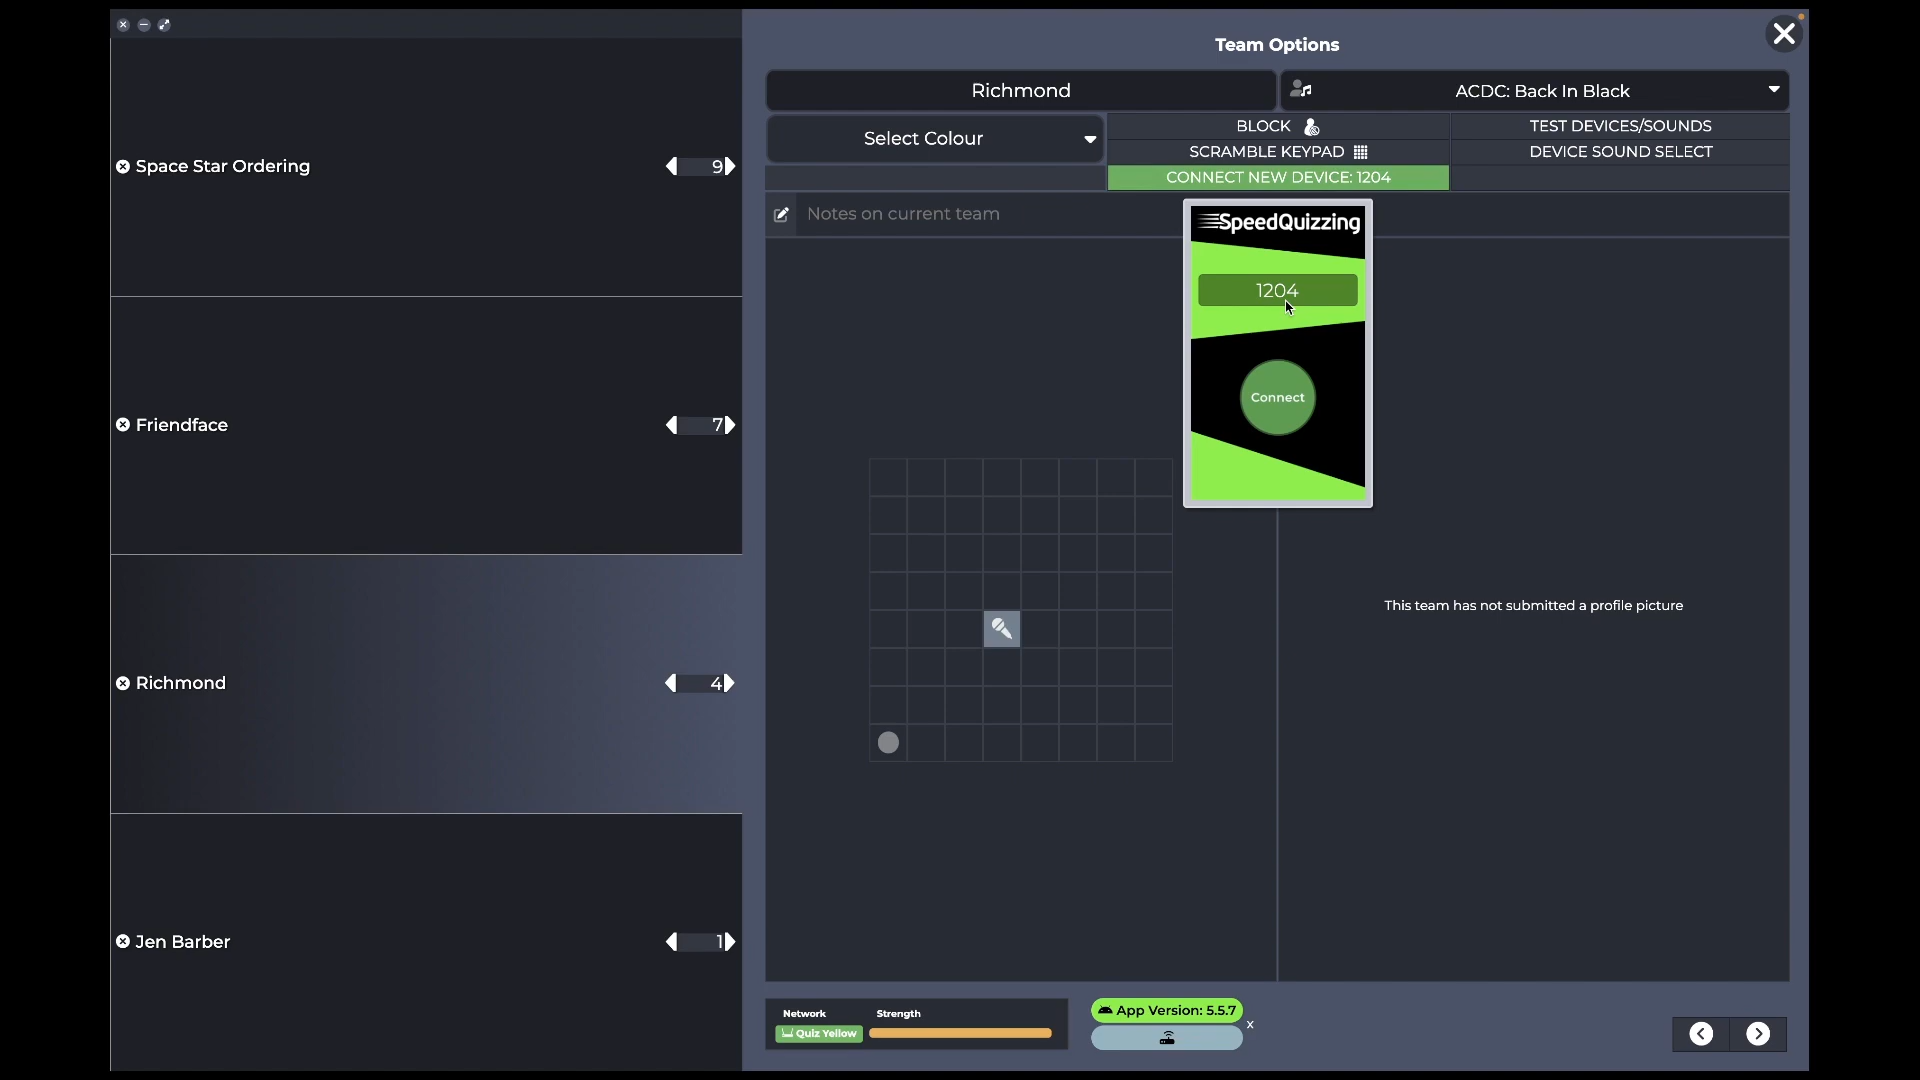 Team Options
Richmond
ACDC: Back In Black
Select Colour
BLOCK
TEST DEVICES/SOUNDS
SCRAMBLE KEYPAD
DEVICE SOUND SELECT
CONNECT NEW DEVICE: 1204
Notes on current team
SpeedQuizzing
1204
Connect
Space Star Ordering
9
Friendface
7
Richmond
4
Jen Barber
1
This team has not submitted a profile picture
Network
Strength
Quiz Yellow
App Version: 5.5.7
x